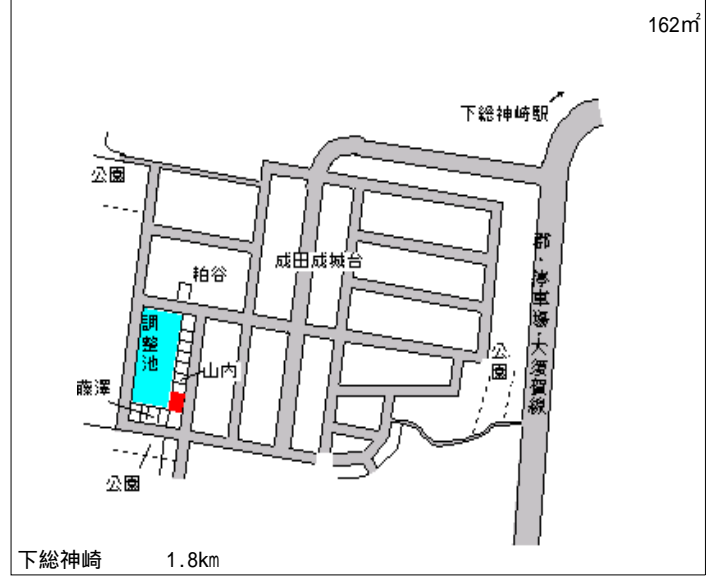 162㎡
下総神崎駅
公園
成田成城台
粕谷
郡・停車場・大須賀線
調整池
公園
山内
藤澤
公園
下総神崎 1.8km